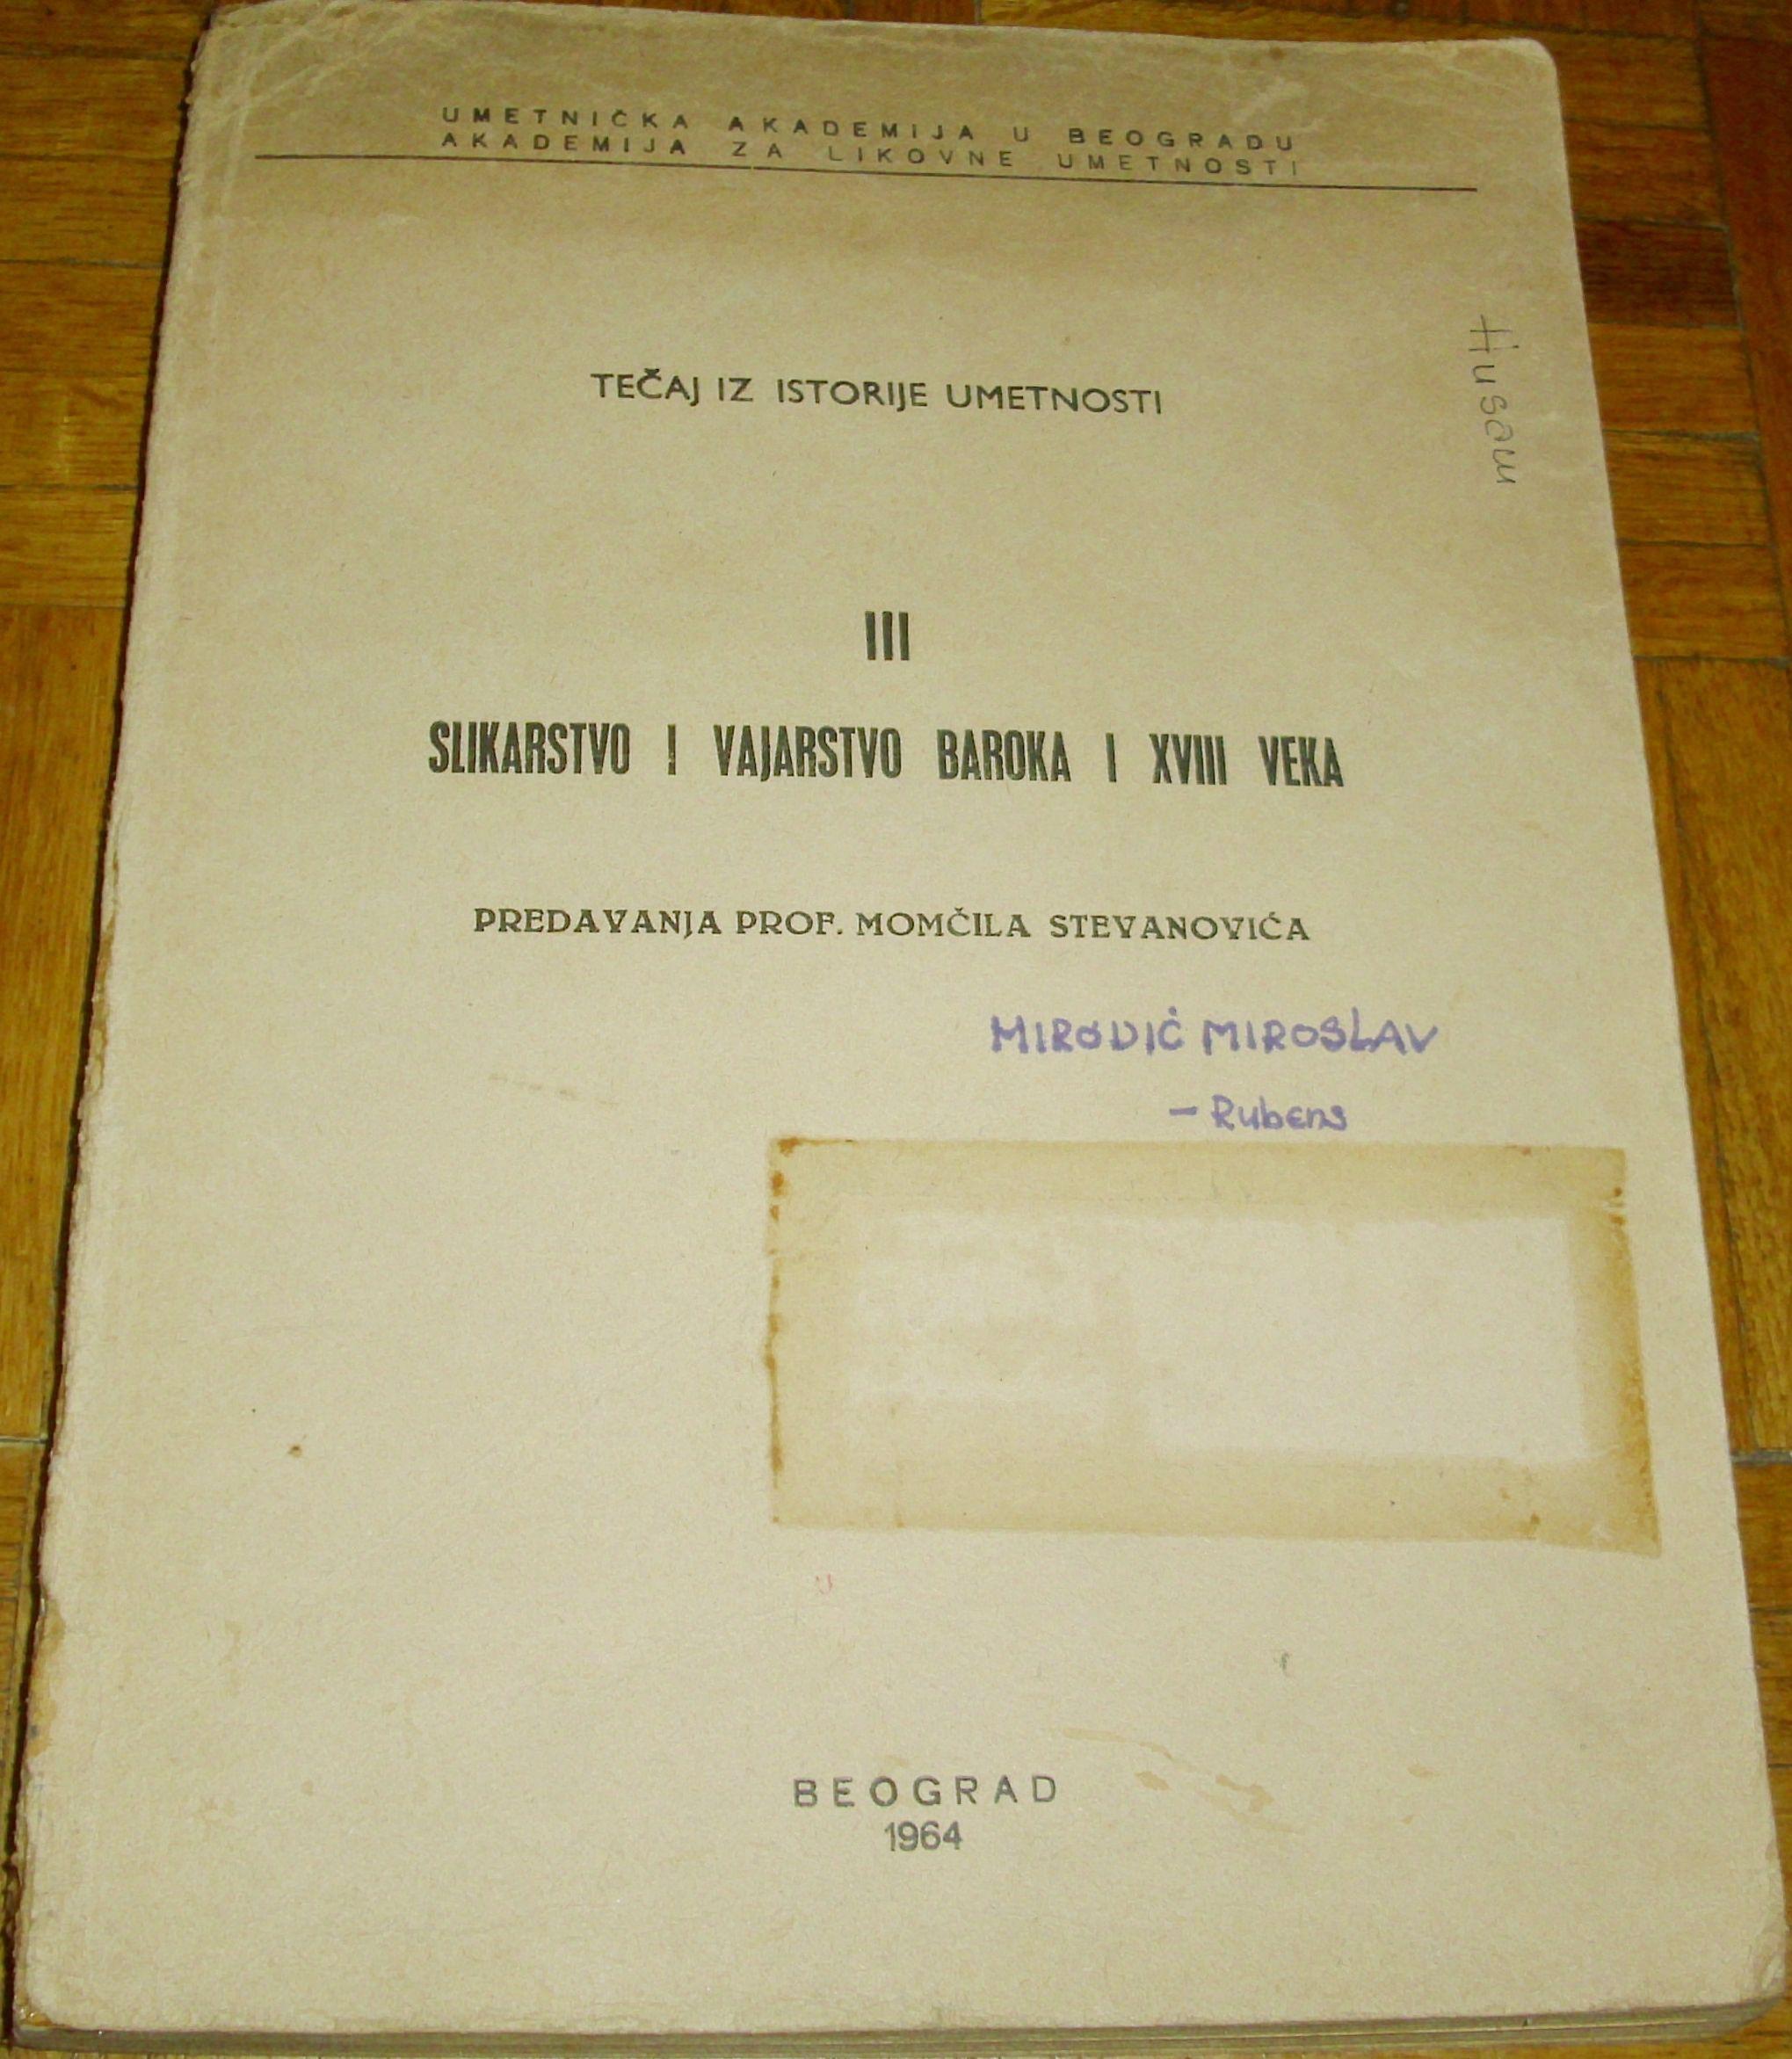 UMETNIČKA AKADEMIJA U BEOGRADU
AKADEMIJA ZA LIKOVNE UMETNOSTI
TEČAJ IZ ISTORIJE UMETNOSTI
Husam
III
SLIKARSTVO I VAJARSTVO BAROKA I XVIII VEKA
PREDAVANJA PROF. MOMČILA STEVANOVIĆA
MIRODIĆ MIROSLAV
- Rubens
BEOGRAD
1964